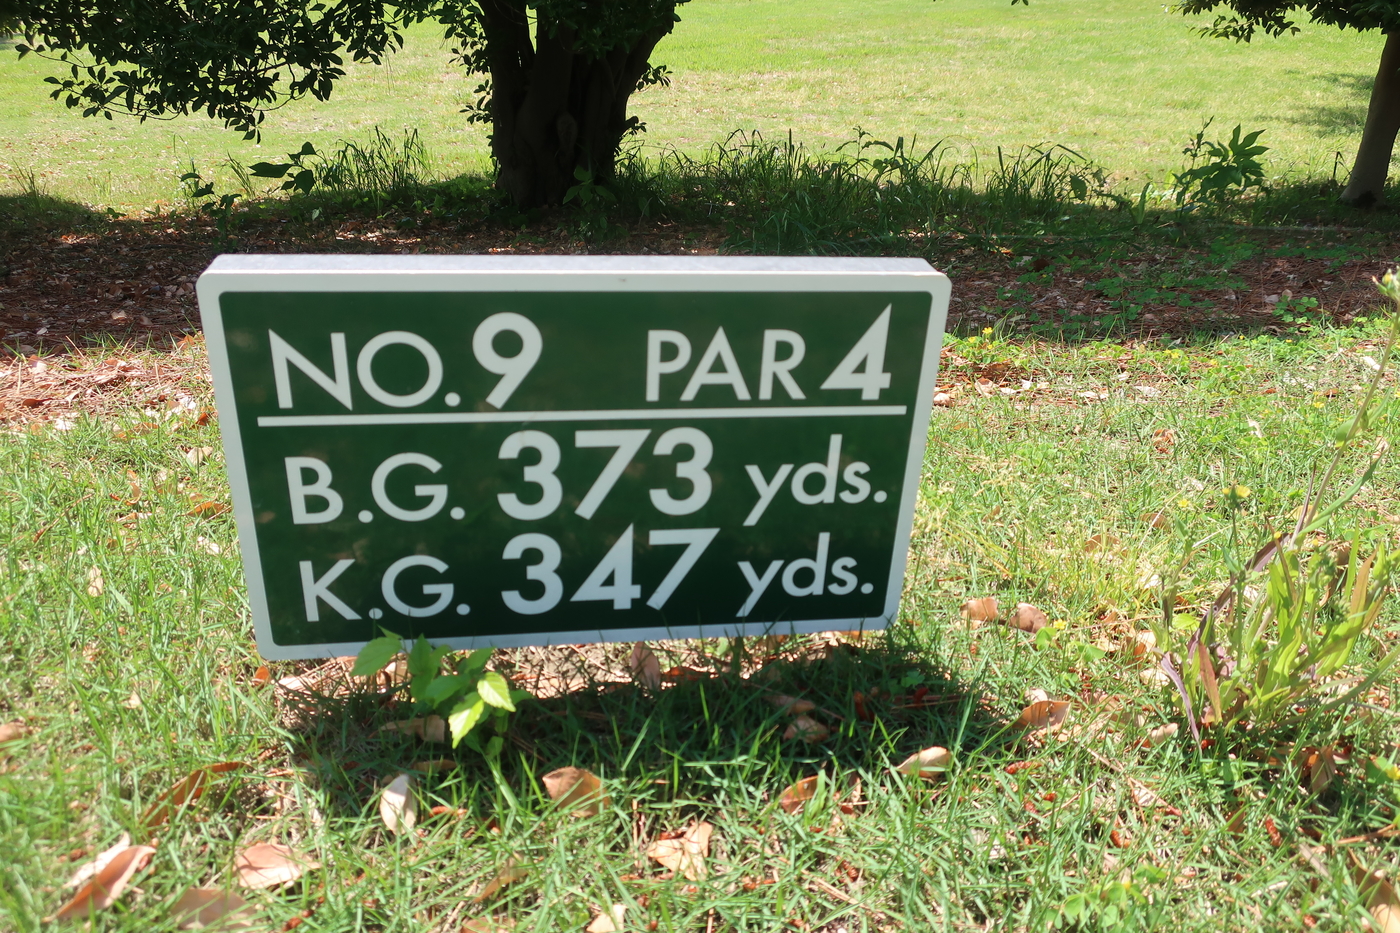 NO.9 PAR 4
B.G. 373 yds.
K.G. 347 yds.